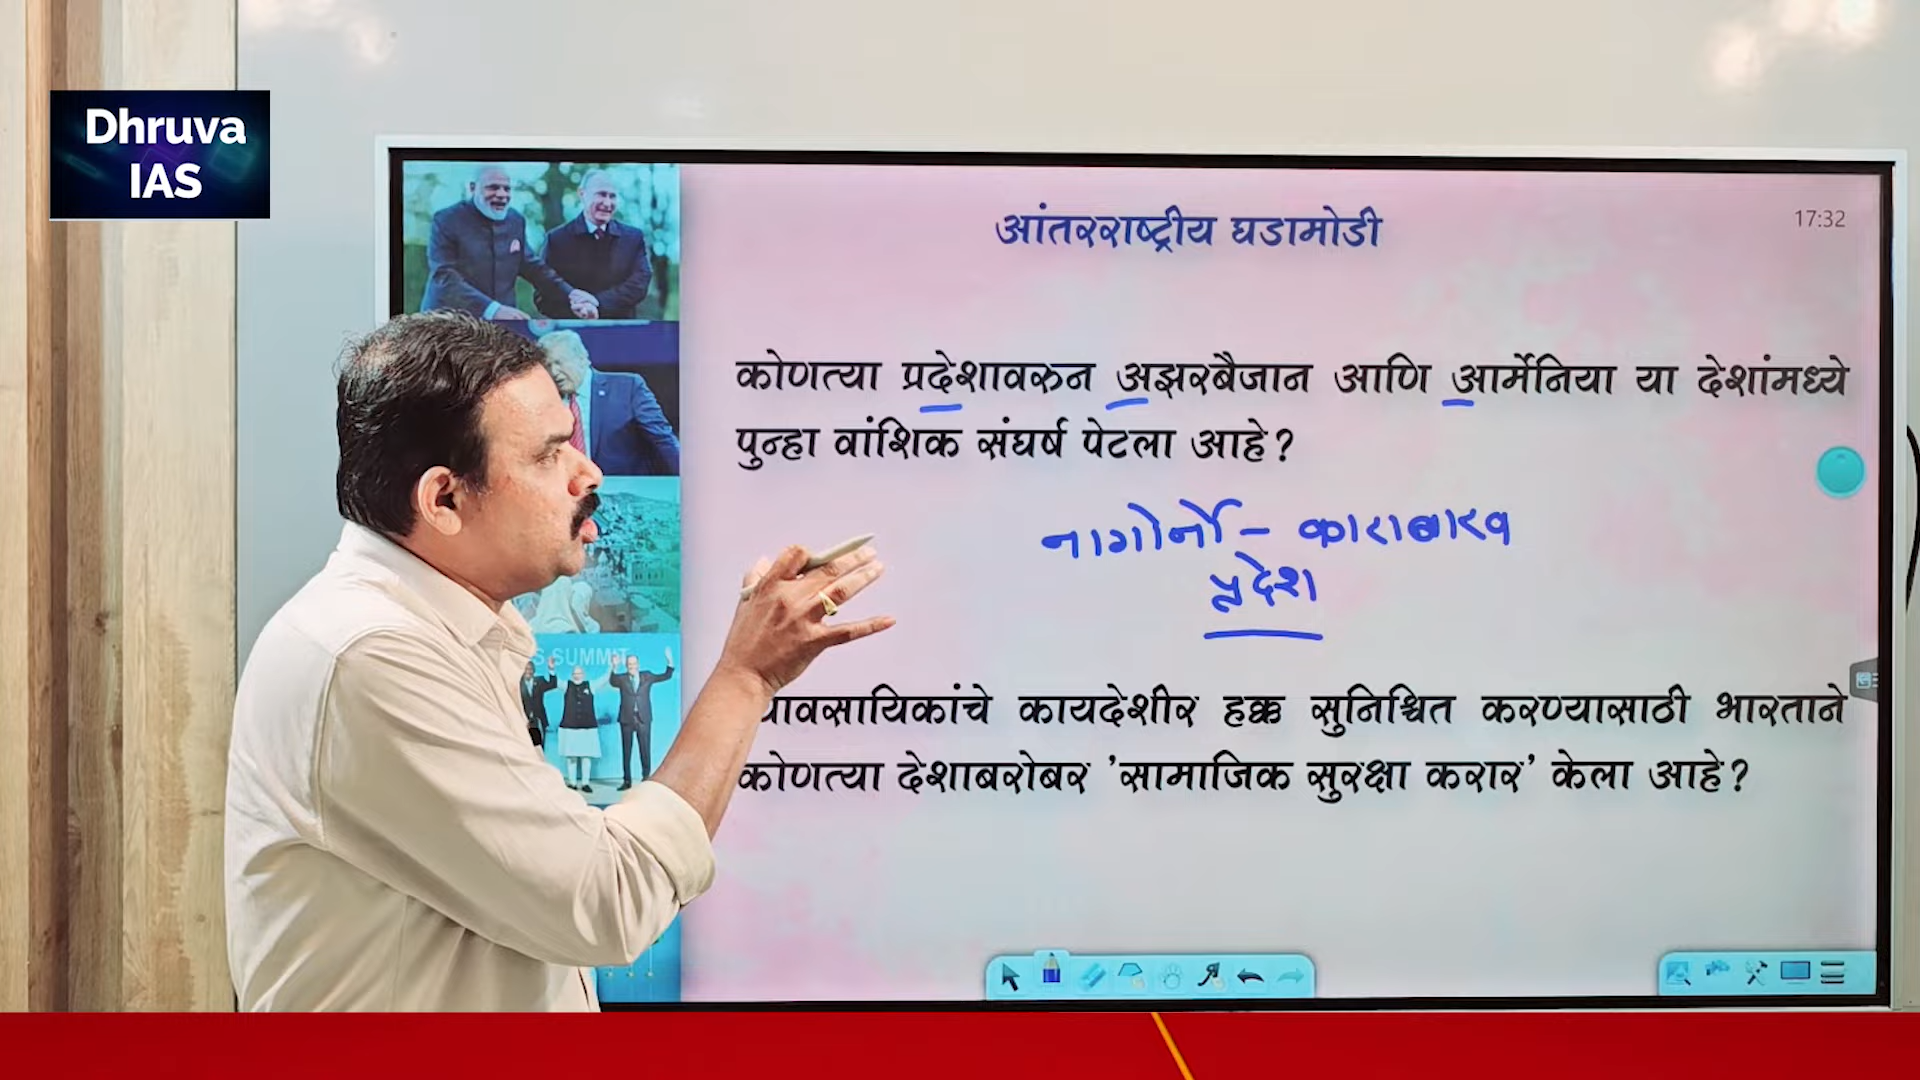 Dhruva
IAS
आंतरराष्ट्रीय घडामोडी
17:32
कोणत्या प्रदेशावरुन अझरबैजान आणि आर्मेनिया या देशांमध्ये
पुन्हा वांशिक संघर्ष पेटला आहे?
नागोर्नो - काराबाख
प्रदेश
S SUMMIT
कायदेशीर हक्क सुनिश्चित करण्यासाठी भारताने
कोणत्या देशाबरोबर 'सामाजिक सुरक्षा करार' केला आहे?